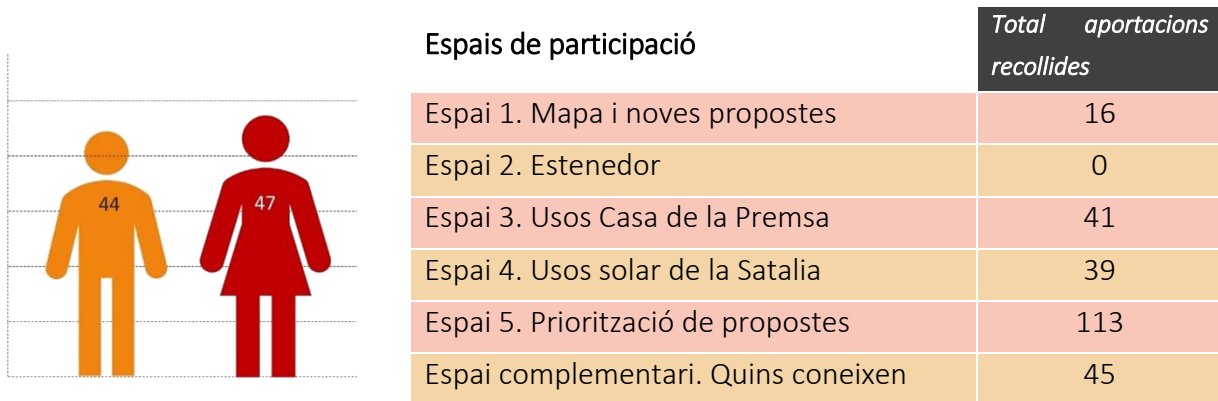 44
47
Espais de participació
Total aportacions
recollides
Espai 1. Mapa i noves propostes 16
Espai 2. Estenedor 0
Espai 3. Usos Casa de la Premsa 41
Espai 4. Usos solar de la Satalia 39
Espai 5. Priorització de propostes 113
Espai complementari. Quins coneixen 45